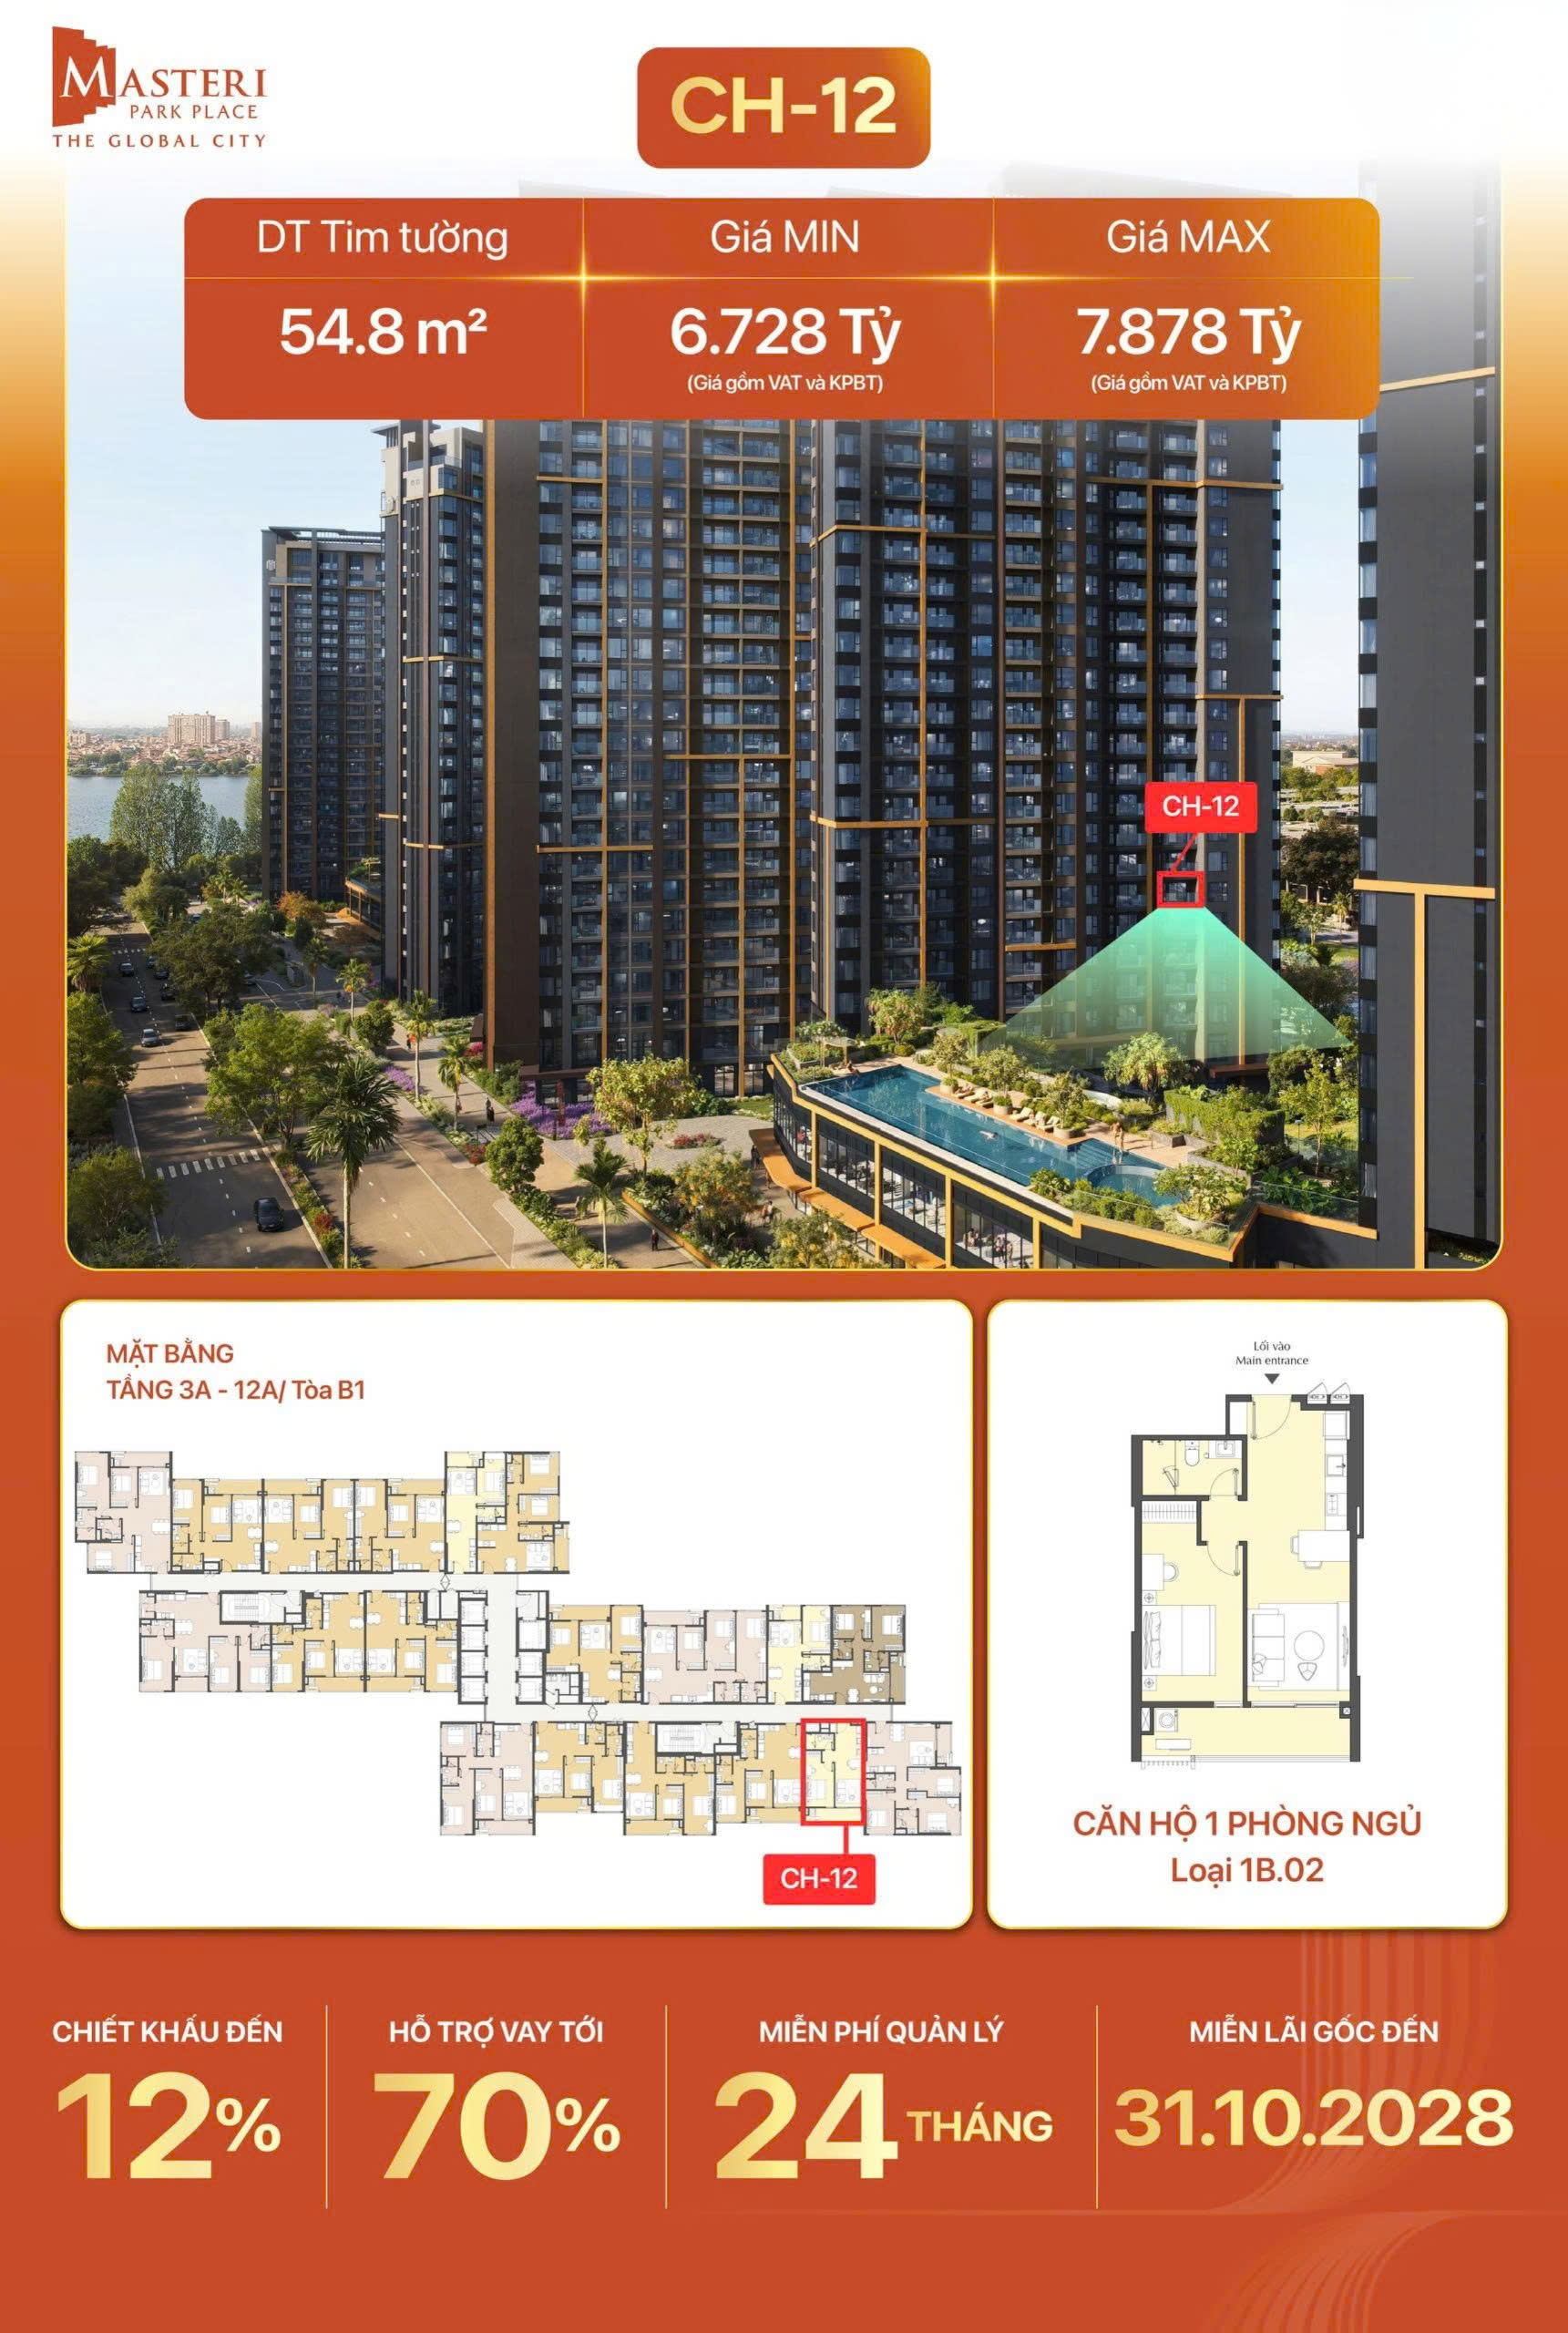 MASTERI
PARK PLACE
THE GLOBAL CITY
CH-12
DT Tim tường
Giá MIN
Giá MAX
54.8 m²
6.728 Tỷ
7.878 Tỷ
(Giá gồm VAT và KPBT)
(Giá gồm VAT và KPBT)
CH-12
MẶT BẰNG
TẦNG 3A - 12A/ Tòa B1
CH-12
Lối vào
Main entrance
CĂN HỘ 1 PHÒNG NGỦ
Loại 1B.02
CHIẾT KHẤU ĐẾN
12%
HỖ TRỢ VAY TỚI
70%
MIỄN PHÍ QUẢN LÝ
24 THÁNG
MIỄN LÃI GỐC ĐẾN
31.10.2028